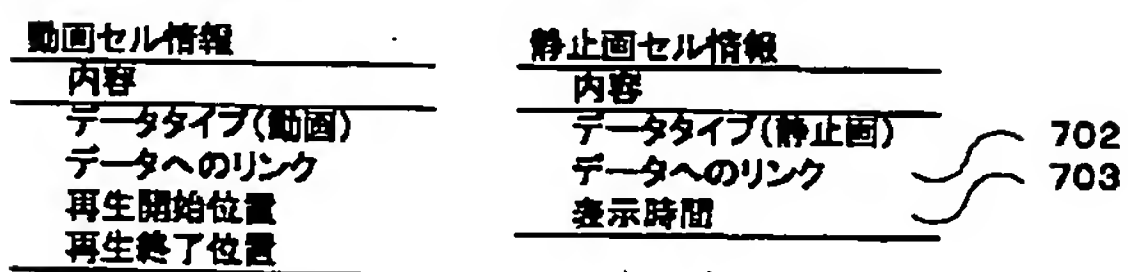 動画セル情報
内容
データタイプ(動画)
データへのリンク
再生開始位置
再生終了位置
静止画セル情報
内容
データタイプ(静止画)
データへのリンク 702
表示時間 703